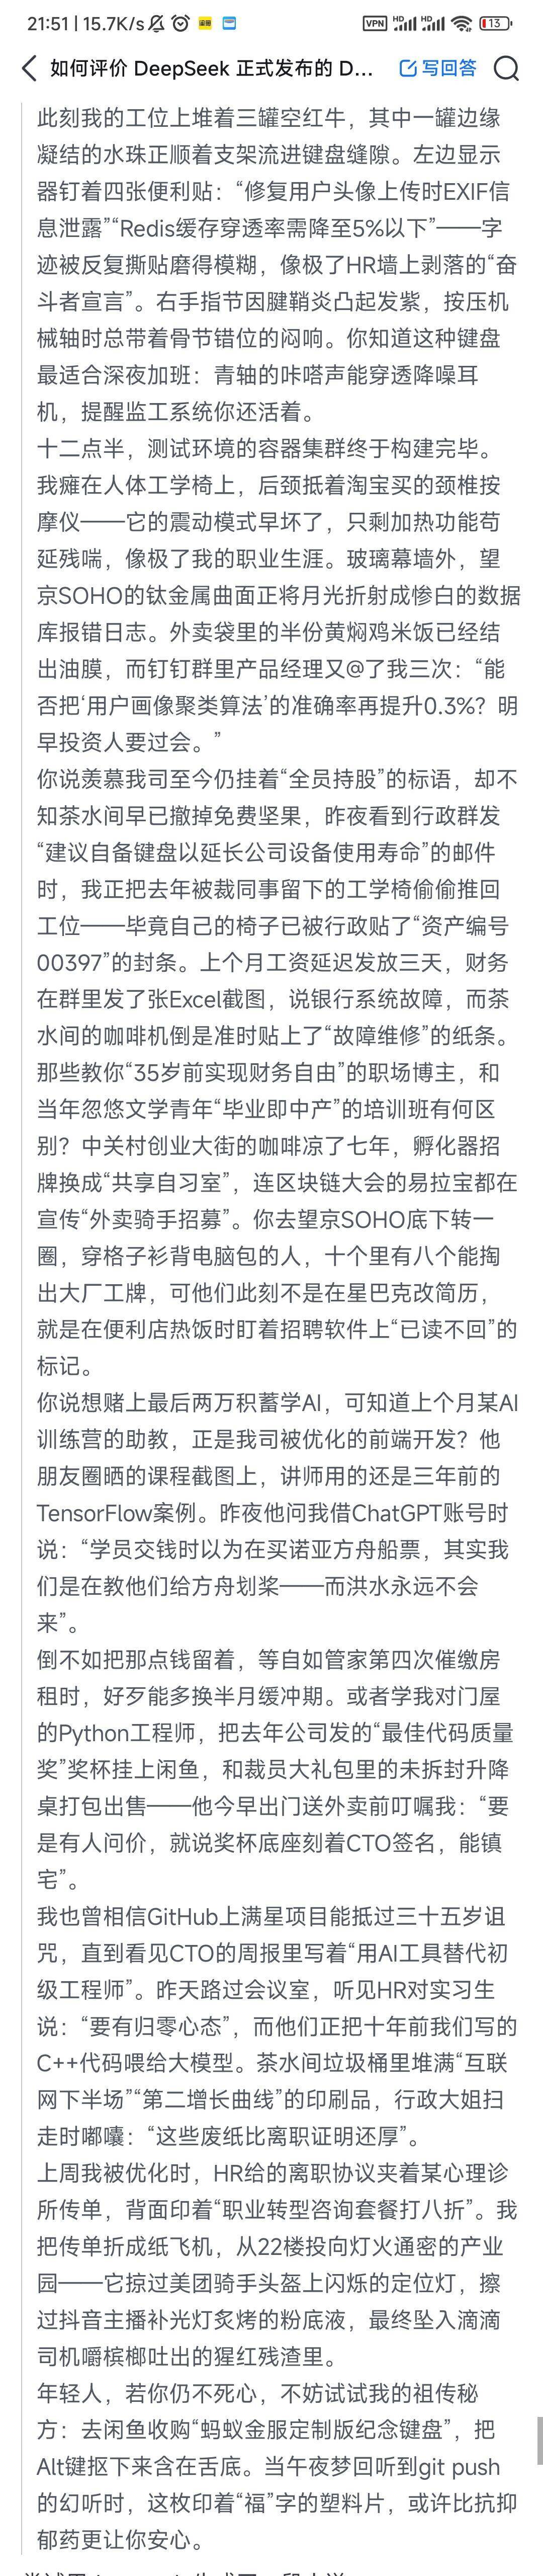 21:51 | 15.7K/s
VPN HD HD 13
如何评价 DeepSeek 正式发布的 D... 写回答
此刻我的工位上堆着三罐空红牛，其中一罐边缘
凝结的水珠正顺着支架流进键盘缝隙。左边显示
器钉着四张便利贴：“修复用户头像上传时EXIF信
息泄露”“Redis缓存穿透率需降至5%以下”——字
迹被反复撕贴磨得模糊，像极了HR墙上剥落的“奋
斗者宣言”。右手指节因腱鞘炎凸起发紫，按压机
械轴时总带着骨节错位的闷响。你知道这种键盘
最适合深夜加班：青轴的咔嗒声能穿透降噪耳
机，提醒监工系统你还活着。
十二点半，测试环境的容器集群终于构建完毕。
我瘫在人体工学椅上，后颈抵着淘宝买的颈椎按
摩仪——它的震动模式早坏了，只剩加热功能苟
延残喘，像极了我的职业生涯。玻璃幕墙外，望
京SOHO的钛金属曲面正将月光折射成惨白的数据
库报错日志。外卖袋里的半份黄焖鸡米饭已经结
出油膜，而钉钉群里产品经理又@了我三次：“能
否把‘用户画像聚类算法’的准确率再提升0.3%？明
早投资人要过会。”
你说羡慕我司至今仍挂着“全员持股”的标语，却不
知茶水间早已撤掉免费坚果，昨夜看到行政群发
“建议自备键盘以延长公司设备使用寿命”的邮件
时，我正把去年被裁同事留下的工学椅偷偷推回
工位——毕竟自己的椅子已被行政贴了“资产编号
00397”的封条。上个月工资延迟发放三天，财务
在群里发了张Excel截图，说银行系统故障，而茶
水间的咖啡机倒是准时贴上了“故障维修”的纸条。
那些教你“35岁前实现财务自由”的职场博主，和
当年忽悠文学青年“毕业即中产”的培训班有何区
别？中关村创业大街的咖啡凉了七年，孵化器招
牌换成“共享自习室”，连区块链大会的易拉宝都在
宣传“外卖骑手招募”。你去望京SOHO底下转一
圈，穿格子衫背电脑包的人，十个里有八个能掏
出大厂工牌，可他们此刻不是在星巴克改简历，
就是在便利店热饭时盯着招聘软件上“已读不回”的
标记。
你说想赌上最后两万积蓄学AI，可知道上个月某AI
训练营的助教，正是我司被优化的前端开发？他
朋友圈晒的课程截图上，讲师用的还是三年前的
TensorFlow案例。昨夜他问我借ChatGPT账号时
说：“学员交钱时以为在买诺亚方舟船票，其实我
们是在教他们给方舟划桨——而洪水永远不会
来”。
倒不如把那点钱留着，等自如管家第四次催缴房
租时，好歹能多换半月缓冲期。或者学我对门屋
的Python工程师，把去年公司发的“最佳代码质量
奖”奖杯挂上闲鱼，和裁员大礼包里的未拆封升降
桌打包出售——他今早出门送外卖前叮嘱我：“要
是有人问价，就说奖杯底座刻着CTO签名，能镇
宅”。
我也曾相信GitHub上满星项目能抵过三十五岁诅
咒，直到看见CTO的周报里写着“用AI工具替代初
级工程师”。昨天路过会议室，听见HR对实习生
说：“要有归零心态”，而他们正把十年前我们写的
C++代码喂给大模型。茶水间垃圾桶里堆满“互联
网下半场”“第二增长曲线”的印刷品，行政大姐扫
走时嘟囔：“这些废纸比离职证明还厚”。
上周我被优化时，HR给的离职协议夹着某心理诊
所传单，背面印着“职业转型咨询套餐打八折”。我
把传单折成纸飞机，从22楼投向灯火通密的产业
园——它掠过美团骑手头盔上闪烁的定位灯，擦
过抖音主播补光灯炙烤的粉底液，最终坠入滴滴
司机嚼槟榔吐出的猩红残渣里。
年轻人，若你仍不死心，不妨试试我的祖传秘
方：去闲鱼收购“蚂蚁金服定制版纪念键盘”，把
Alt键抠下来含在舌底。当午夜梦回听到git push
的幻听时，这枚印着“福”字的塑料片，或许比抗抑
郁药更让你安心。